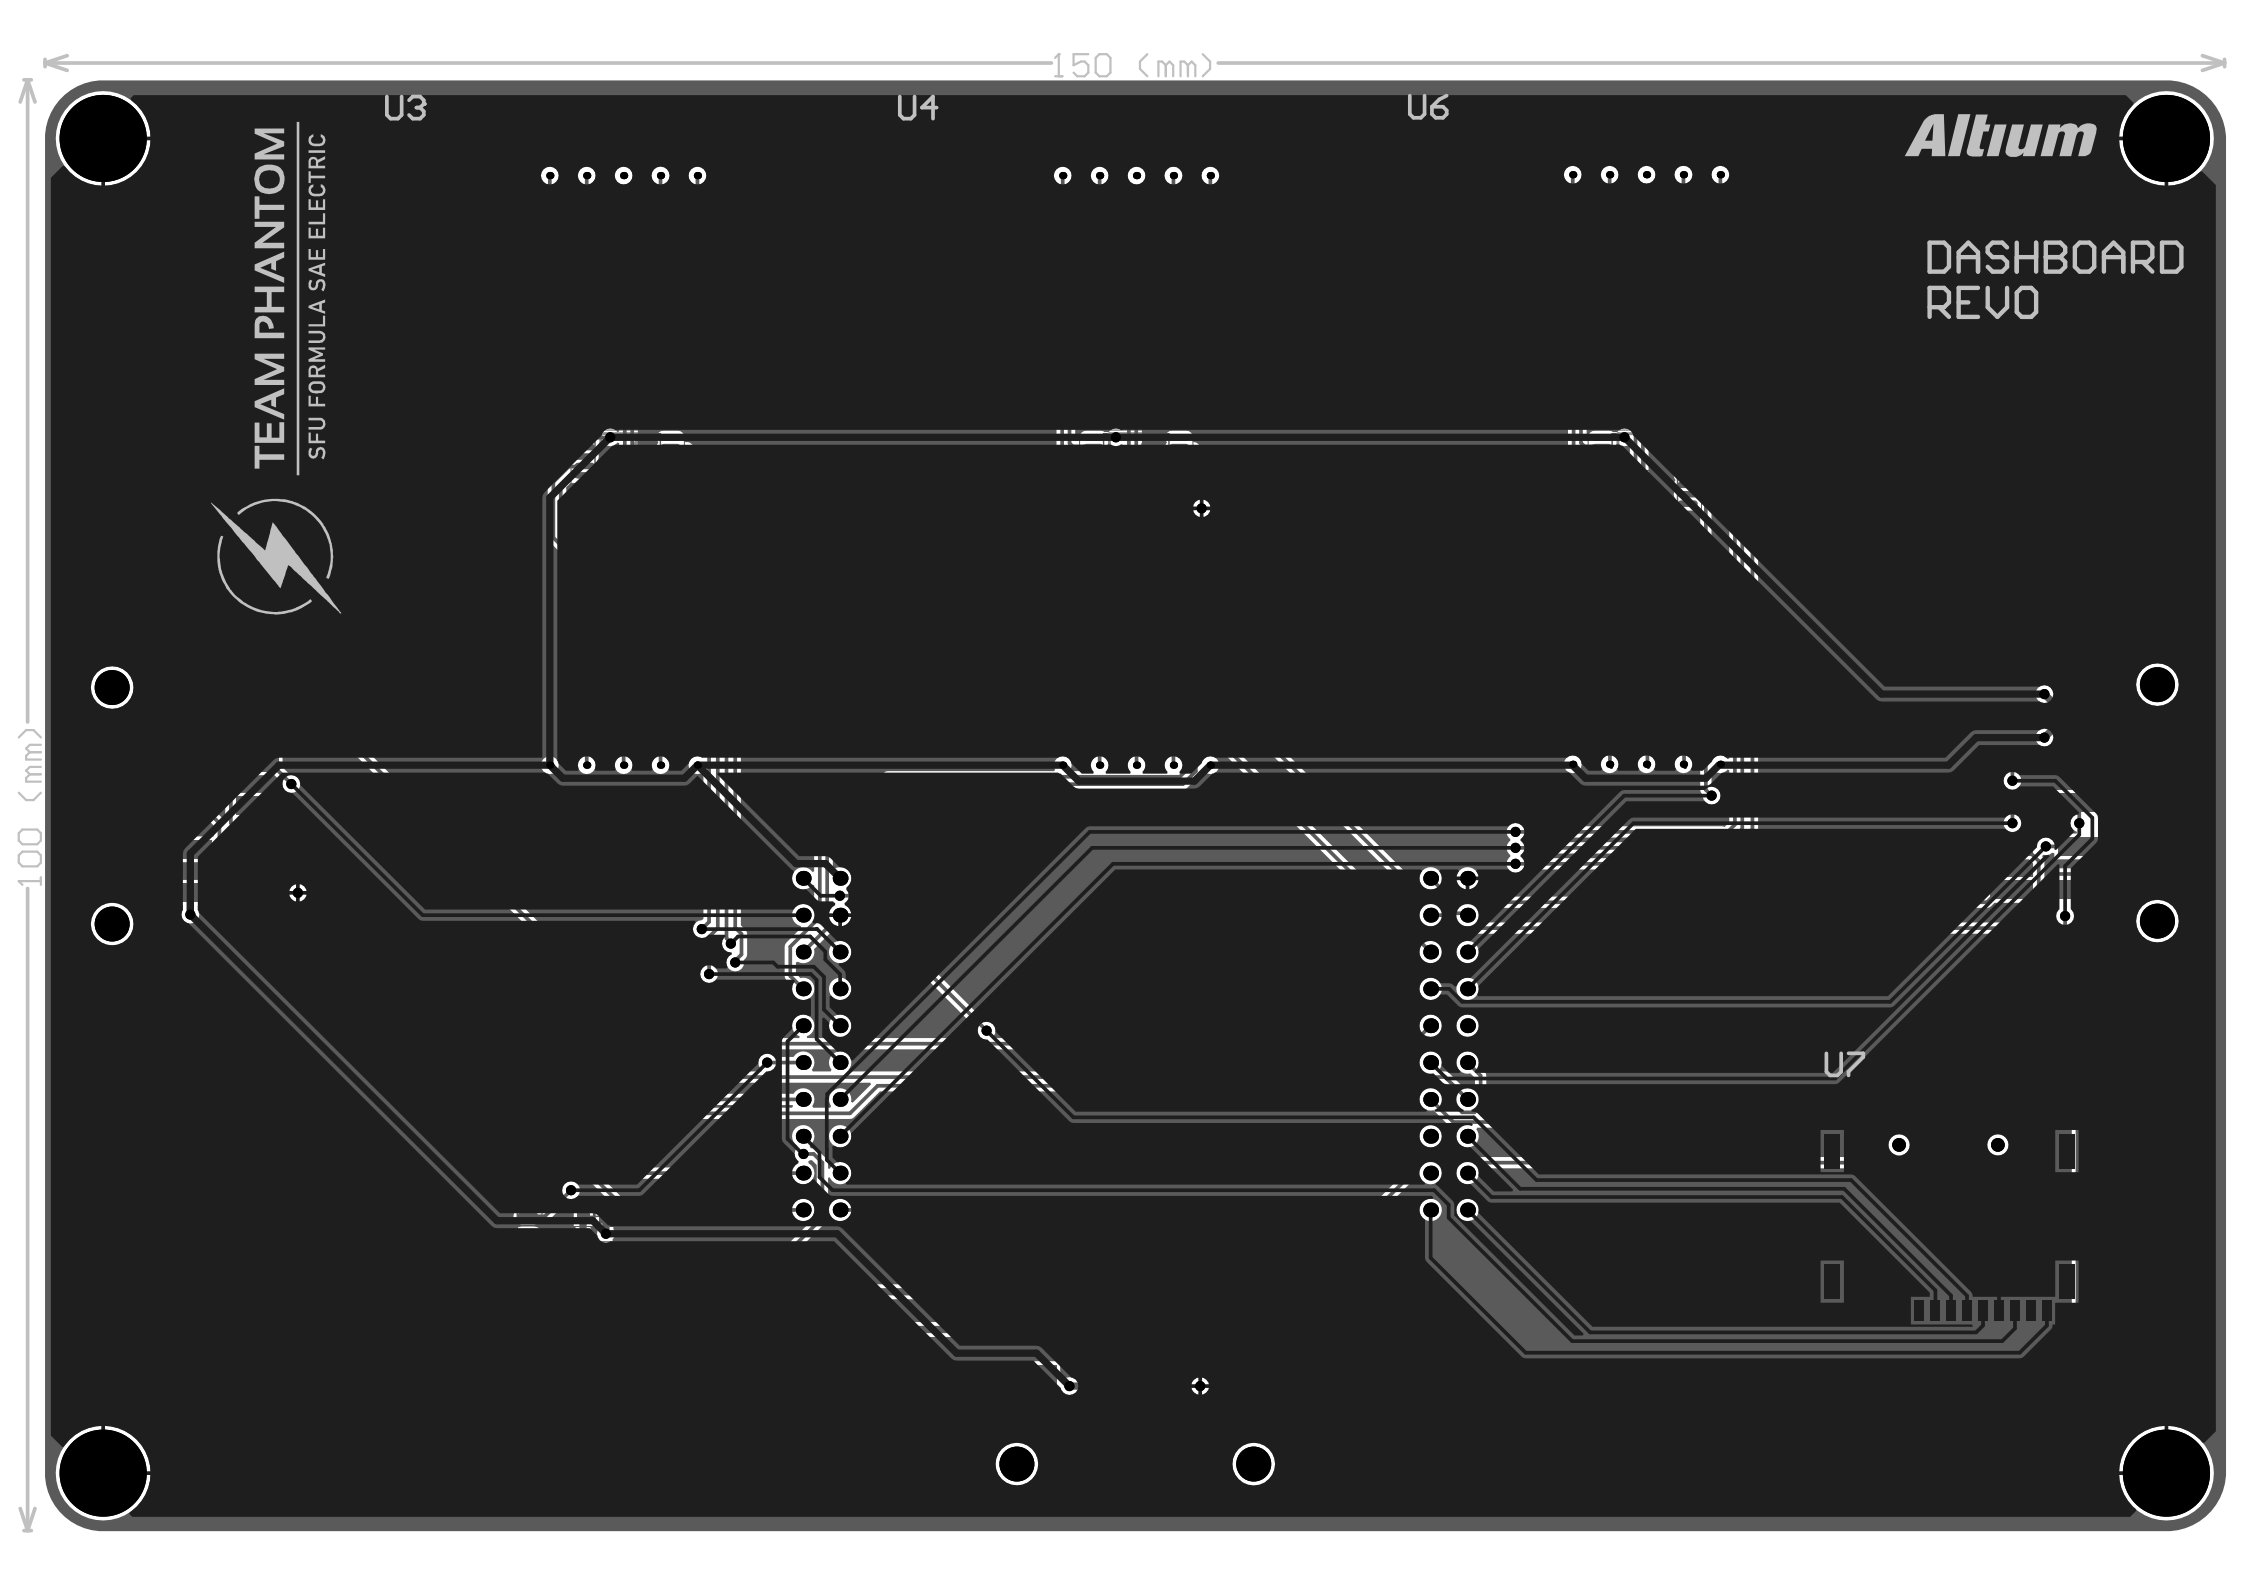 150 (mm)
U3
U4
U6
Altium
TEAM PHANTOM
SFU FORMULA SAE ELECTRIC
DASHBOARD
REV0
100 (mm)
U7